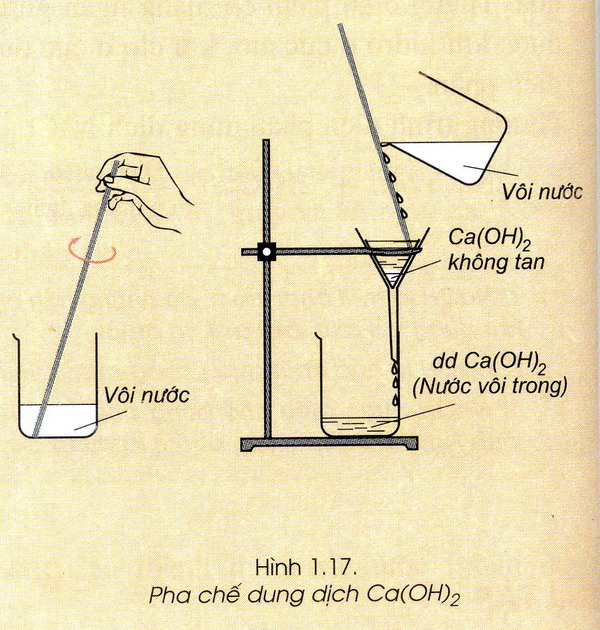 Vôi nước
Ca(OH)2
không tan
Vôi nước
dd Ca(OH)2
(Nước vôi trong)
Hình 1.17.
Pha chế dung dịch Ca(OH)2